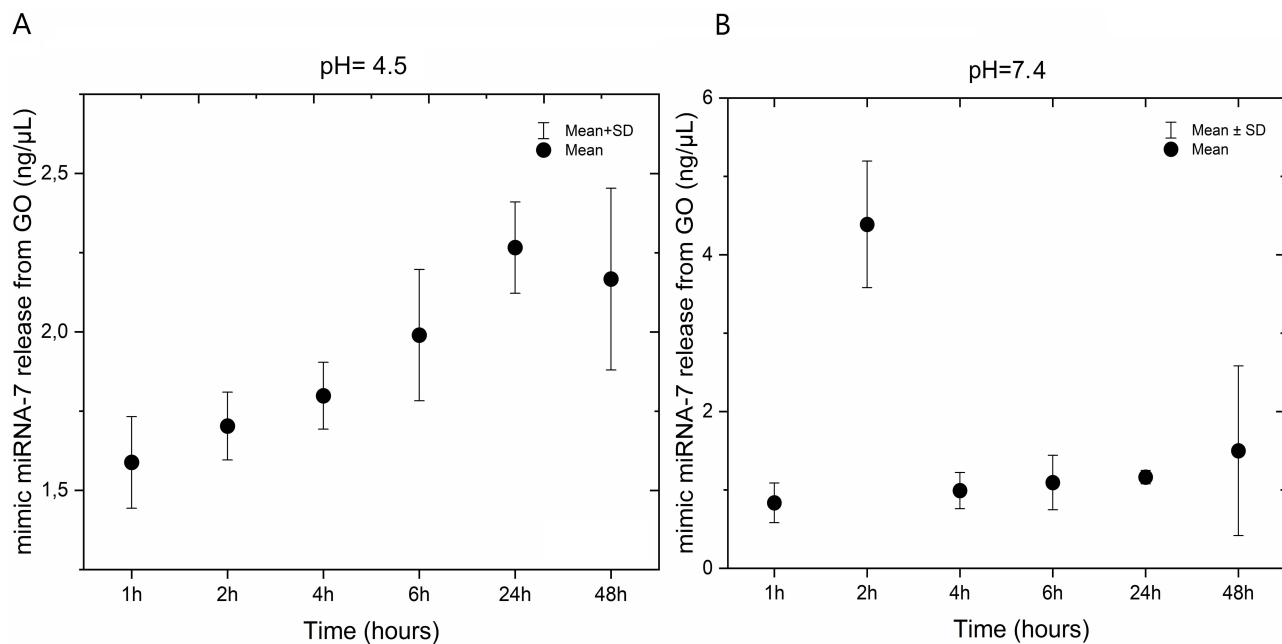 A
pH= 4.5
mimic miRNA-7 release from GO (ng/µL)
2,5
2,0
1,5
Mean+SD
Mean
1h 2h 4h 6h 24h 48h
Time (hours)
B
pH=7.4
mimic miRNA-7 release from GO (ng/µL)
6
4
2
0
Mean ± SD
Mean
1h 2h 4h 6h 24h 48h
Time (hours)